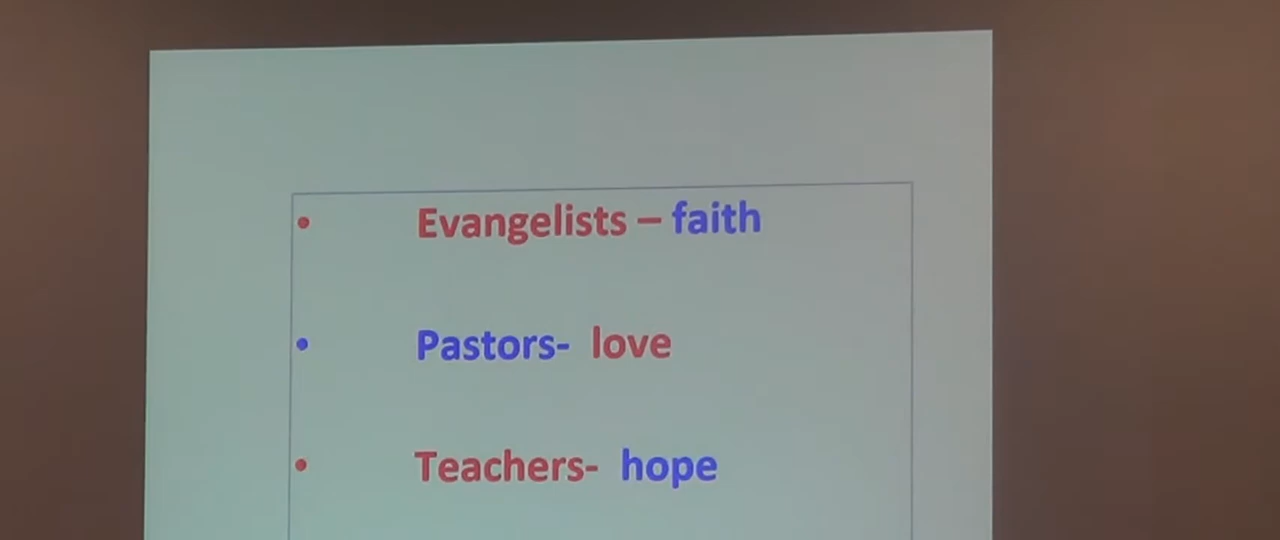 • Evangelists – faith
• Pastors- love
• Teachers- hope